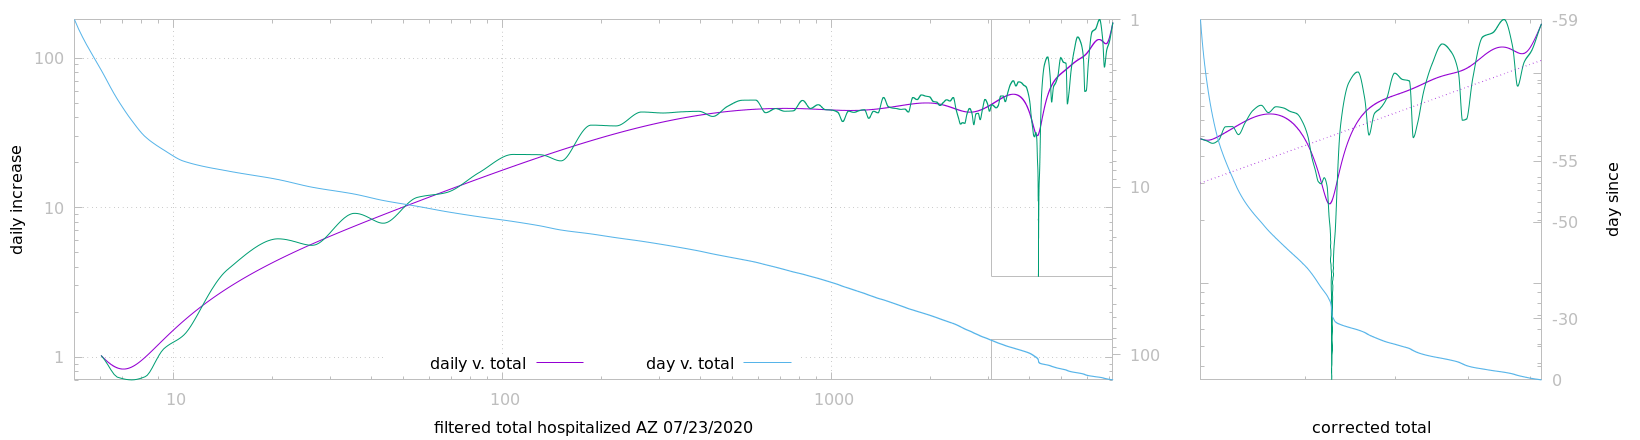 100
10
1
daily increase
10
100
1000
filtered total hospitalized AZ 07/23/2020
daily v. total
day v. total
1
10
100
-59
-55
-50
-30
0
day since
corrected total